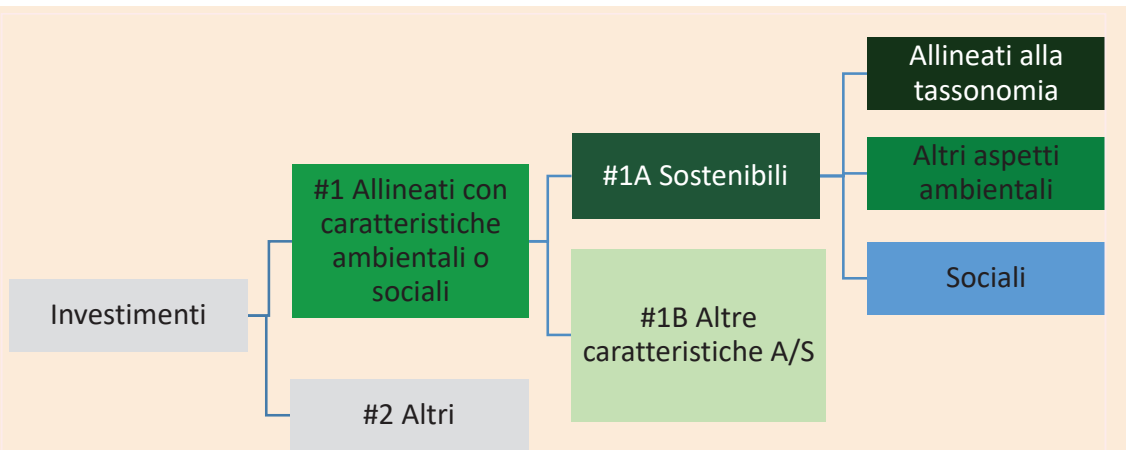 Investimenti
#1 Allineati con
caratteristiche
ambientali o
sociali
#2 Altri
#1A Sostenibili
#1B Altre
caratteristiche A/S
Allineati alla
tassonomia
Altri aspetti
ambientali
Sociali